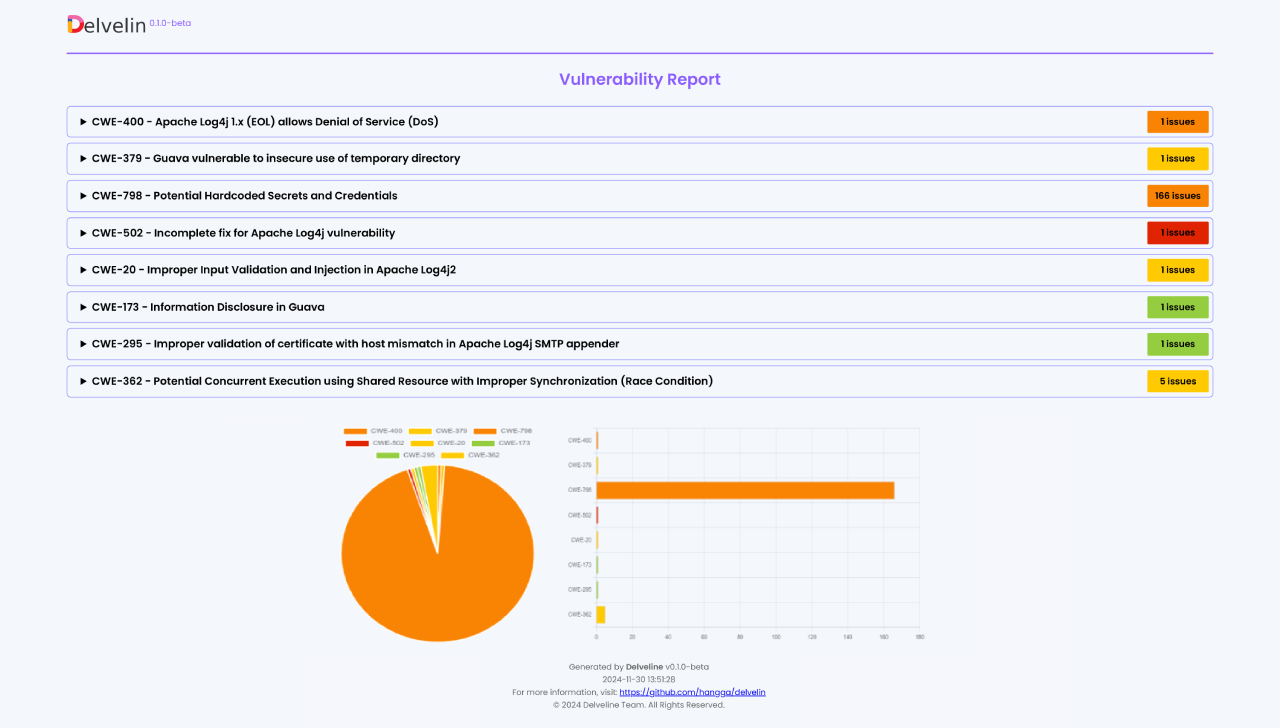 Delvelin 0.1.0-beta
Vulnerability Report
▶ CWE-400 - Apache Log4j 1.x (EOL) allows Denial of Service (DoS) 1 issues
▶ CWE-379 - Guava vulnerable to insecure use of temporary directory 1 issues
▶ CWE-798 - Potential Hardcoded Secrets and Credentials 166 issues
▶ CWE-502 - Incomplete fix for Apache Log4j vulnerability 1 issues
▶ CWE-20 - Improper Input Validation and Injection in Apache Log4j2 1 issues
▶ CWE-173 - Information Disclosure in Guava 1 issues
▶ CWE-295 - Improper validation of certificate with host mismatch in Apache Log4j SMTP appender 1 issues
▶ CWE-362 - Potential Concurrent Execution using Shared Resource with Improper Synchronization (Race Condition) 5 issues
CWE-400 CWE-379 CWE-798
CWE-502 CWE-20 CWE-173
CWE-295 CWE-362
CWE-400
CWE-379
CWE-798
CWE-502
CWE-20
CWE-173
CWE-295
CWE-362
0 20 40 60 80 100 120 140 160 180
Generated by Delveline v0.1.0-beta
2024-11-30 13:51:28
For more information, visit: https://github.com/hangga/delvelin
© 2024 Delveline Team. All Rights Reserved.